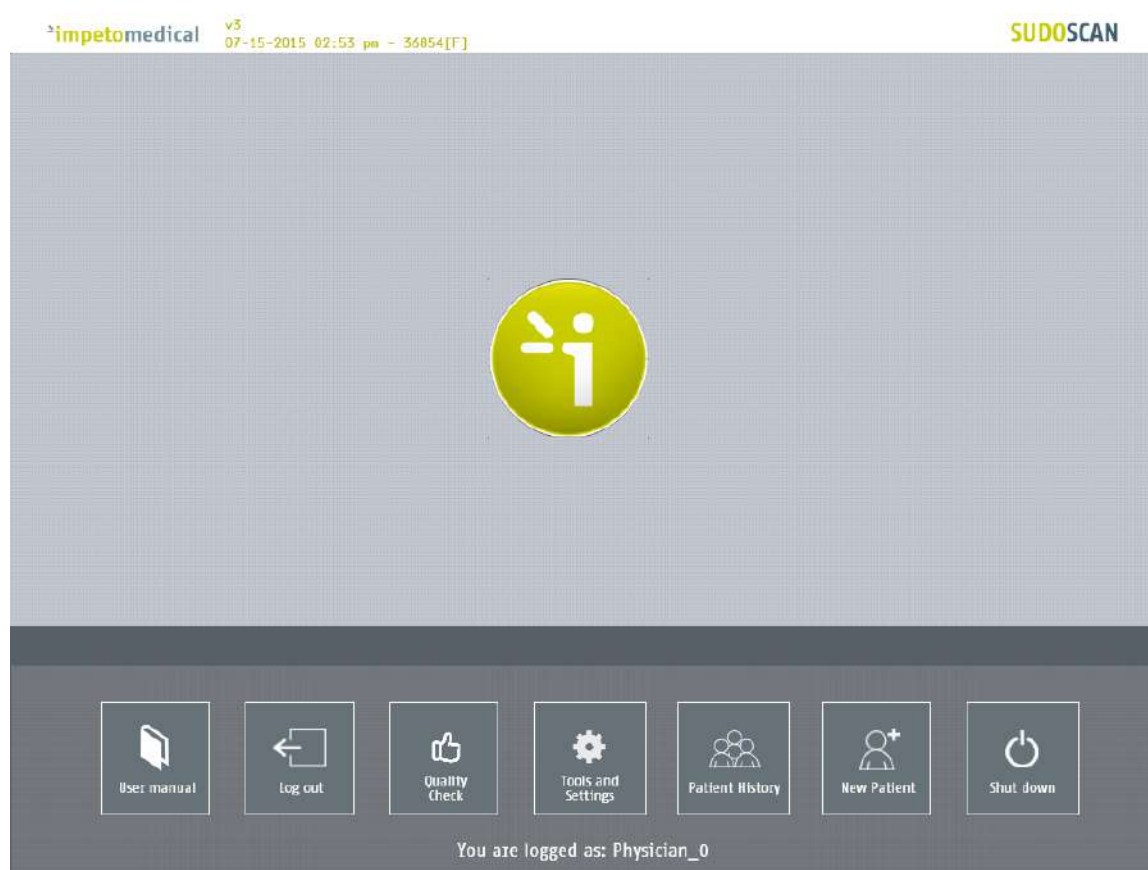 impetomedical
v3
07-15-2015 02:53 pm - 36854[F]
SUDOSCAN
User manual
Log out
Quality
Check
Tools and
Settings
Patient History
New Patient
Shut down
You are logged as: Physician_0